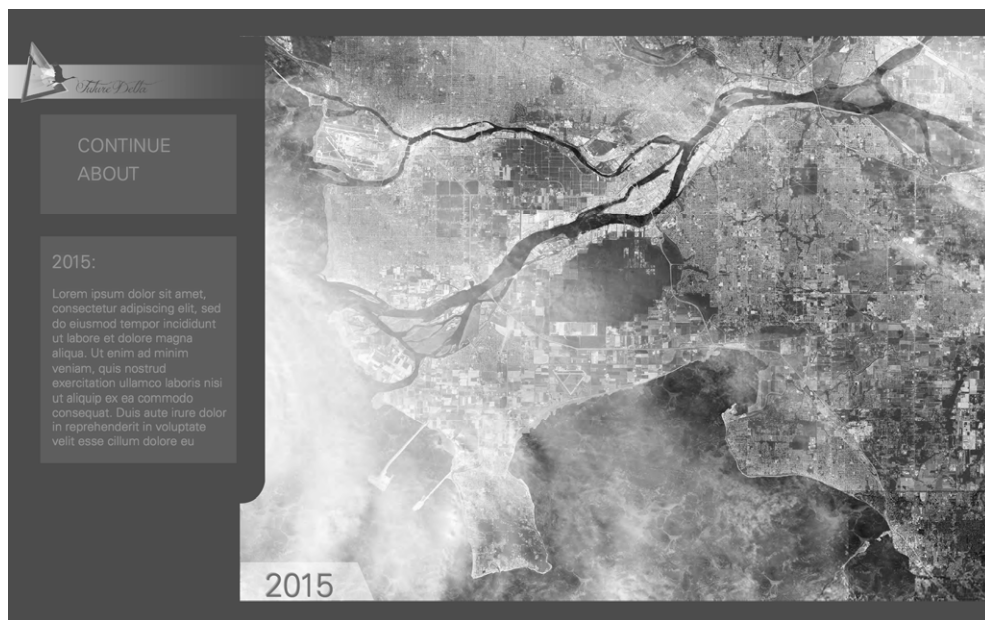 Future Delta
CONTINUE
ABOUT
2015:
Lorem ipsum dolor sit amet,
consectetur adipiscing elit, sed
do eiusmod tempor incididunt
ut labore et dolore magna
aliqua. Ut enim ad minim
veniam, quis nostrud
exercitation ullamco laboris nisi
ut aliquip ex ea commodo
consequat. Duis aute irure dolor
in reprehenderit in voluptate
velit esse cillum dolore eu
2015